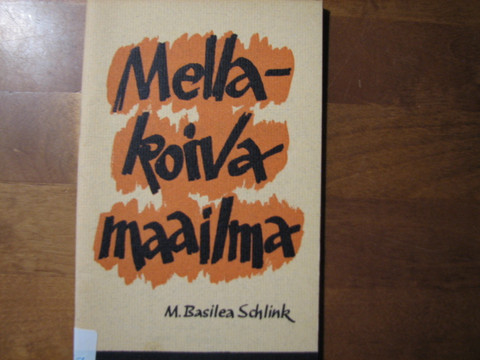 Mella-
koiva
maailma
M. Basilea Schlink